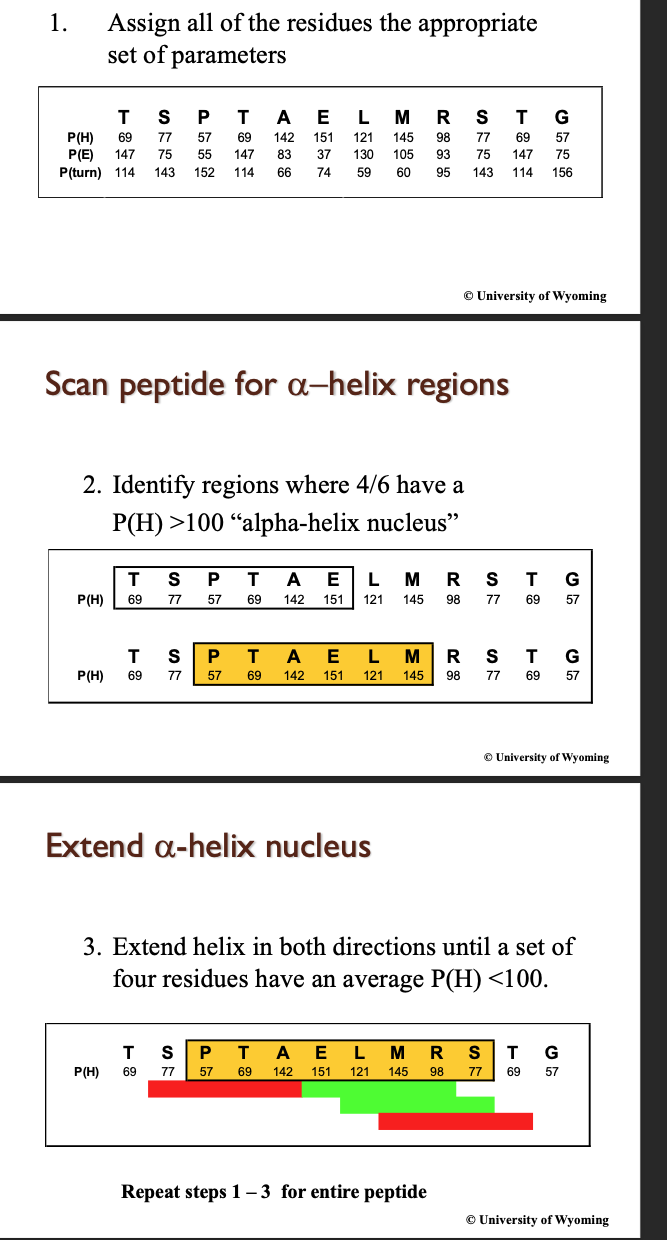 1. Assign all of the residues the appropriate
set of parameters
T S P T A E L M R S T G
P(H) 69 77 57 69 142 151 121 145 98 77 69 57
P(E) 147 75 55 147 83 37 130 105 93 75 147 75
P(turn) 114 143 152 114 66 74 59 60 95 143 114 156
© University of Wyoming
Scan peptide for α–helix regions
2. Identify regions where 4/6 have a
P(H) >100 “alpha-helix nucleus”
T S P T A E L M R S T G
P(H) 69 77 57 69 142 151 121 145 98 77 69 57
T S P T A E L M R S T G
P(H) 69 77 57 69 142 151 121 145 98 77 69 57
© University of Wyoming
Extend α-helix nucleus
3. Extend helix in both directions until a set of
four residues have an average P(H) <100.
T S P T A E L M R S T G
P(H) 69 77 57 69 142 151 121 145 98 77 69 57
Repeat steps 1 – 3 for entire peptide
© University of Wyoming